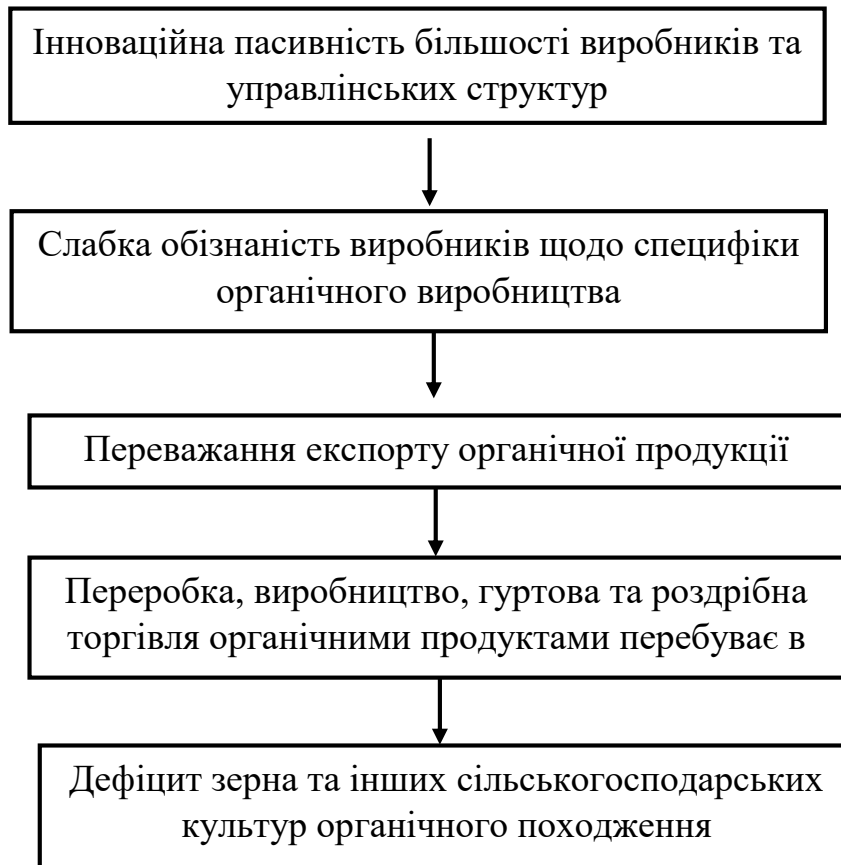 Інноваційна пасивність більшості виробників та
управлінських структур
Слабка обізнаність виробників щодо специфіки
органічного виробництва
Переважання експорту органічної продукції
Переробка, виробництво, гуртова та роздрібна
торгівля органічними продуктами перебуває в
Дефіцит зерна та інших сільськогосподарських
культур органічного походження